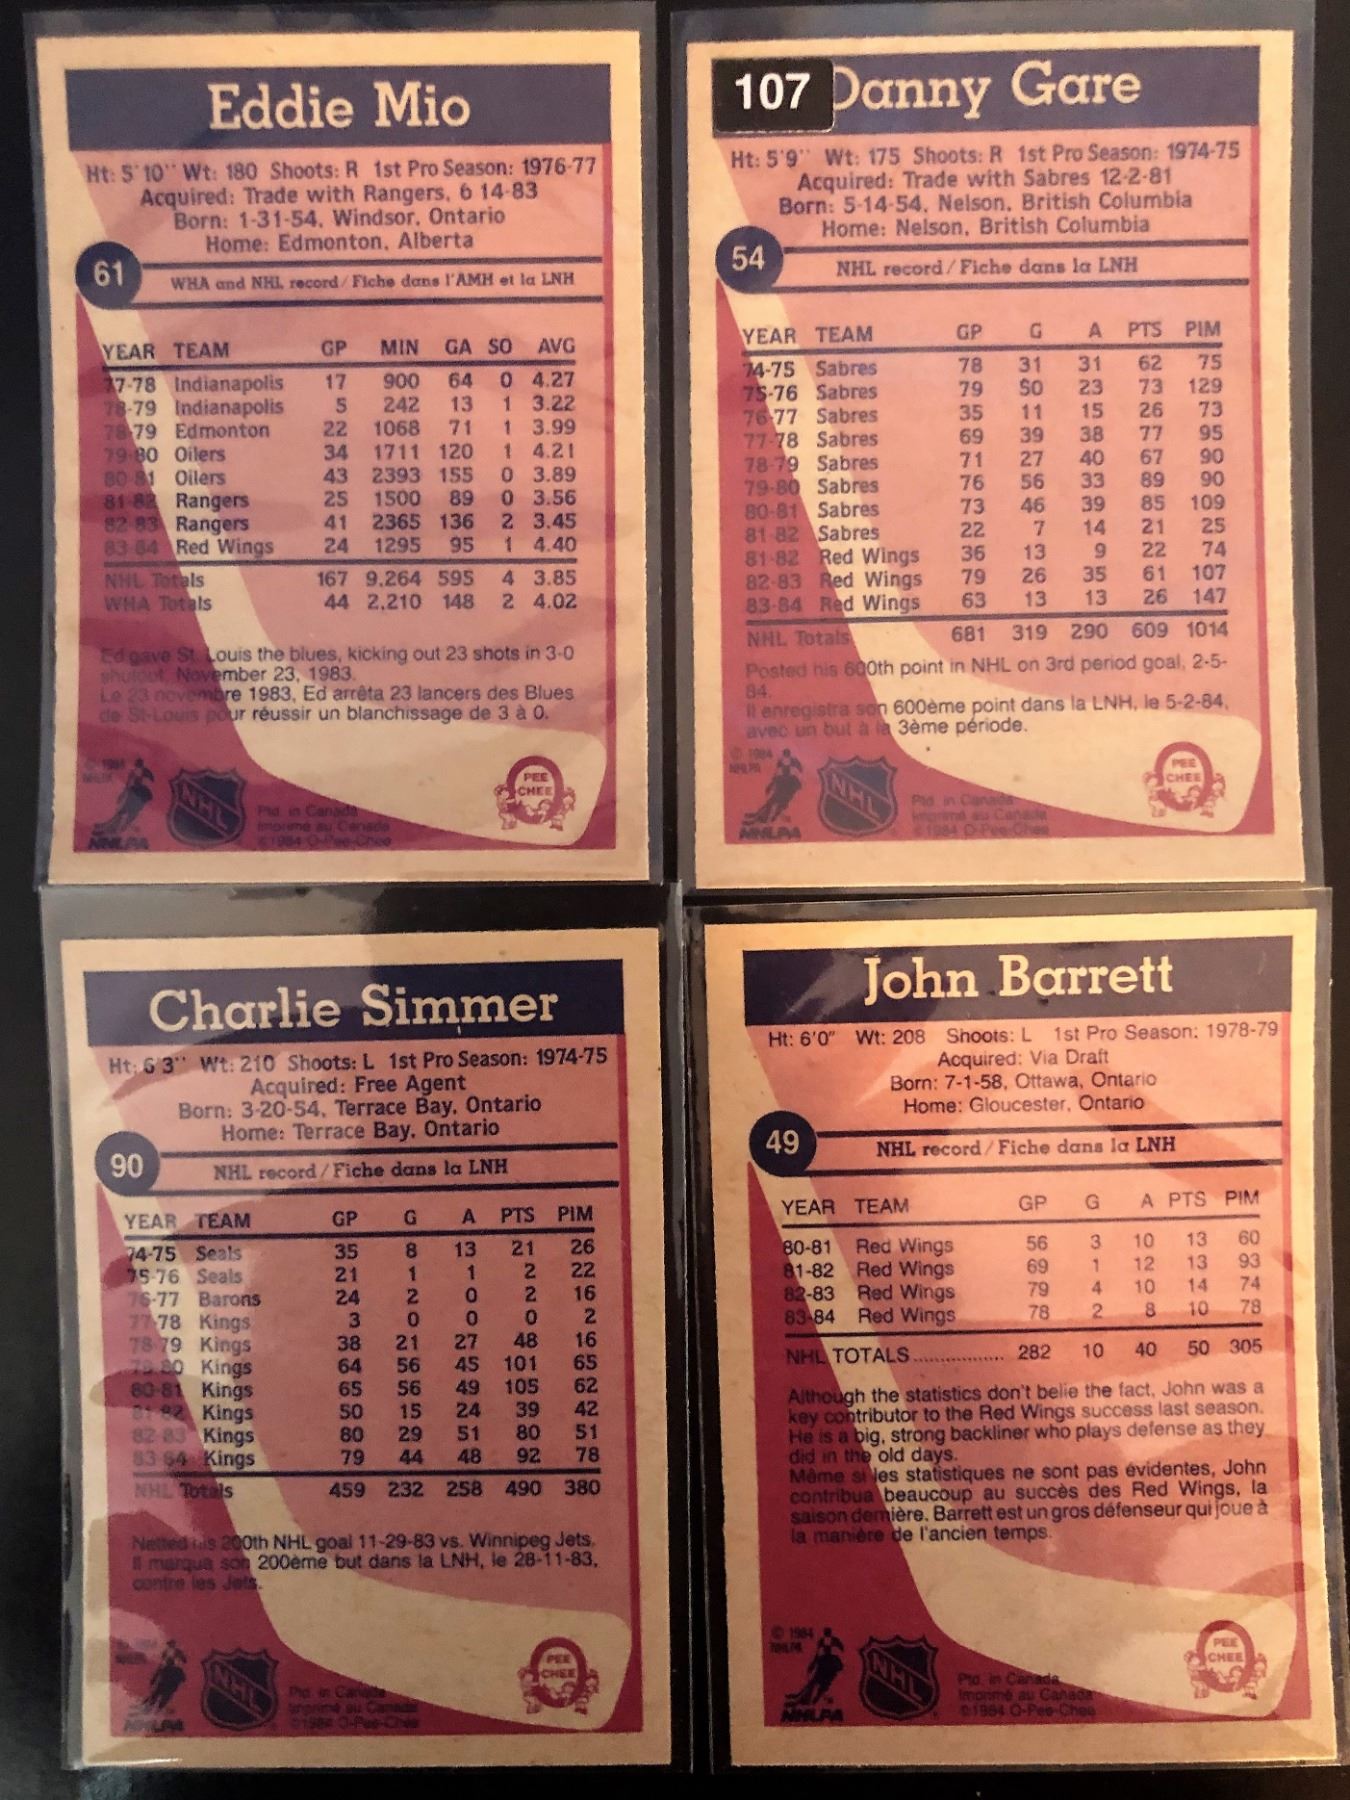 Eddie Mio
Ht: 5'10" Wt: 180 Shoots: R 1st Pro Season: 1976-77
Acquired: Trade with Rangers, 6 14-83
Born: 1-31-54, Windsor, Ontario
Home: Edmonton, Alberta
61
WHA and NHL record/Fiche dans l'AMH et la LNH
YEAR TEAM GP MIN GA SO AVG
77-78 Indianapolis 17 900 64 0 4.27
78-79 Indianapolis 5 242 13 1 3.22
78-79 Edmonton 22 1068 71 1 3.99
79-80 Oilers 34 1711 120 1 4.21
80-81 Oilers 43 2393 155 0 3.89
81-82 Rangers 25 1500 89 0 3.56
82-83 Rangers 41 2365 136 2 3.45
83-84 Red Wings 24 1295 95 1 4.40
NHL Totals 167 9,264 595 4 3.85
WHA Totals 44 2,210 148 2 4.02
Ed gave St. Louis the blues, kicking out 23 shots in 3-0
shutout, November 23, 1983.
Le 23 novembre 1983, Ed arrêta 23 lancers des Blues
de St-Louis pour réussir un blanchissage de 3 à 0.
© 1984
NHLPA
NHLPA
NHL
Ptd. in Canada
Imprimé au Canada
©1984 O-Pee-Chee
PEE
CHEE
107
Danny Gare
Ht: 5'9" Wt: 175 Shoots: R 1st Pro Season: 1974-75
Acquired: Trade with Sabres 12-2-81
Born: 5-14-54, Nelson, British Columbia
Home: Nelson, British Columbia
54
NHL record/Fiche dans la LNH
YEAR TEAM GP G A PTS PIM
74-75 Sabres 78 31 31 62 75
75-76 Sabres 79 50 23 73 129
76-77 Sabres 35 11 15 26 73
77-78 Sabres 69 39 38 77 95
78-79 Sabres 71 27 40 67 90
79-80 Sabres 76 56 33 89 90
80-81 Sabres 73 46 39 85 109
81-82 Sabres 22 7 14 21 25
81-82 Red Wings 36 13 9 22 74
82-83 Red Wings 79 26 35 61 107
83-84 Red Wings 63 13 13 26 147
NHL Totals 681 319 290 609 1014
Posted his 600th point in NHL on 3rd period goal, 2-5-
84.
Il enregistra son 600ème point dans la LNH, le 5-2-84,
avec un but à la 3ème période.
© 1984
NHLPA
NHLPA
NHL
Ptd. in Canada
Imprimé au Canada
©1984 O-Pee-Chee
PEE
CHEE
Charlie Simmer
Ht: 6'3" Wt: 210 Shoots: L 1st Pro Season: 1974-75
Acquired: Free Agent
Born: 3-20-54, Terrace Bay, Ontario
Home: Terrace Bay, Ontario
90
NHL record/Fiche dans la LNH
YEAR TEAM GP G A PTS PIM
74-75 Seals 35 8 13 21 26
75-76 Seals 21 1 1 2 22
76-77 Barons 24 2 0 2 16
77-78 Kings 3 0 0 0 2
78-79 Kings 38 21 27 48 16
79-80 Kings 64 56 45 101 65
80-81 Kings 65 56 49 105 62
81-82 Kings 50 15 24 39 42
82-83 Kings 80 29 51 80 51
83-84 Kings 79 44 48 92 78
NHL Totals 459 232 258 490 380
Netted his 200th NHL goal 11-29-83 vs. Winnipeg Jets.
Il marqua son 200ème but dans la LNH, le 28-11-83,
contre les Jets.
NHLPA
NHL
Ptd. in Canada
Imprimé au Canada
©1984 O-Pee-Chee
PEE
CHEE
John Barrett
Ht: 6'0" Wt: 208 Shoots: L 1st Pro Season: 1978-79
Acquired: Via Draft
Born: 7-1-58, Ottawa, Ontario
Home: Gloucester, Ontario
49
NHL record/Fiche dans la LNH
YEAR TEAM GP G A PTS PIM
80-81 Red Wings 56 3 10 13 60
81-82 Red Wings 69 1 12 13 93
82-83 Red Wings 79 4 10 14 74
83-84 Red Wings 78 2 8 10 78
NHL TOTALS................. 282 10 40 50 305
Although the statistics don't belie the fact, John was a
key contributor to the Red Wings success last season.
He is a big, strong backliner who plays defense as they
did in the old days.
Même si les statistiques ne sont pas évidentes, John
contribua beaucoup au succès des Red Wings, la
saison dernière. Barrett est un gros défenseur qui joue à
la manière de l'ancien temps.
© 1984
NHLPA
NHLPA
NHL
Ptd. in Canada
Imprimé au Canada
©1984 O-Pee-Chee
PEE
CHEE